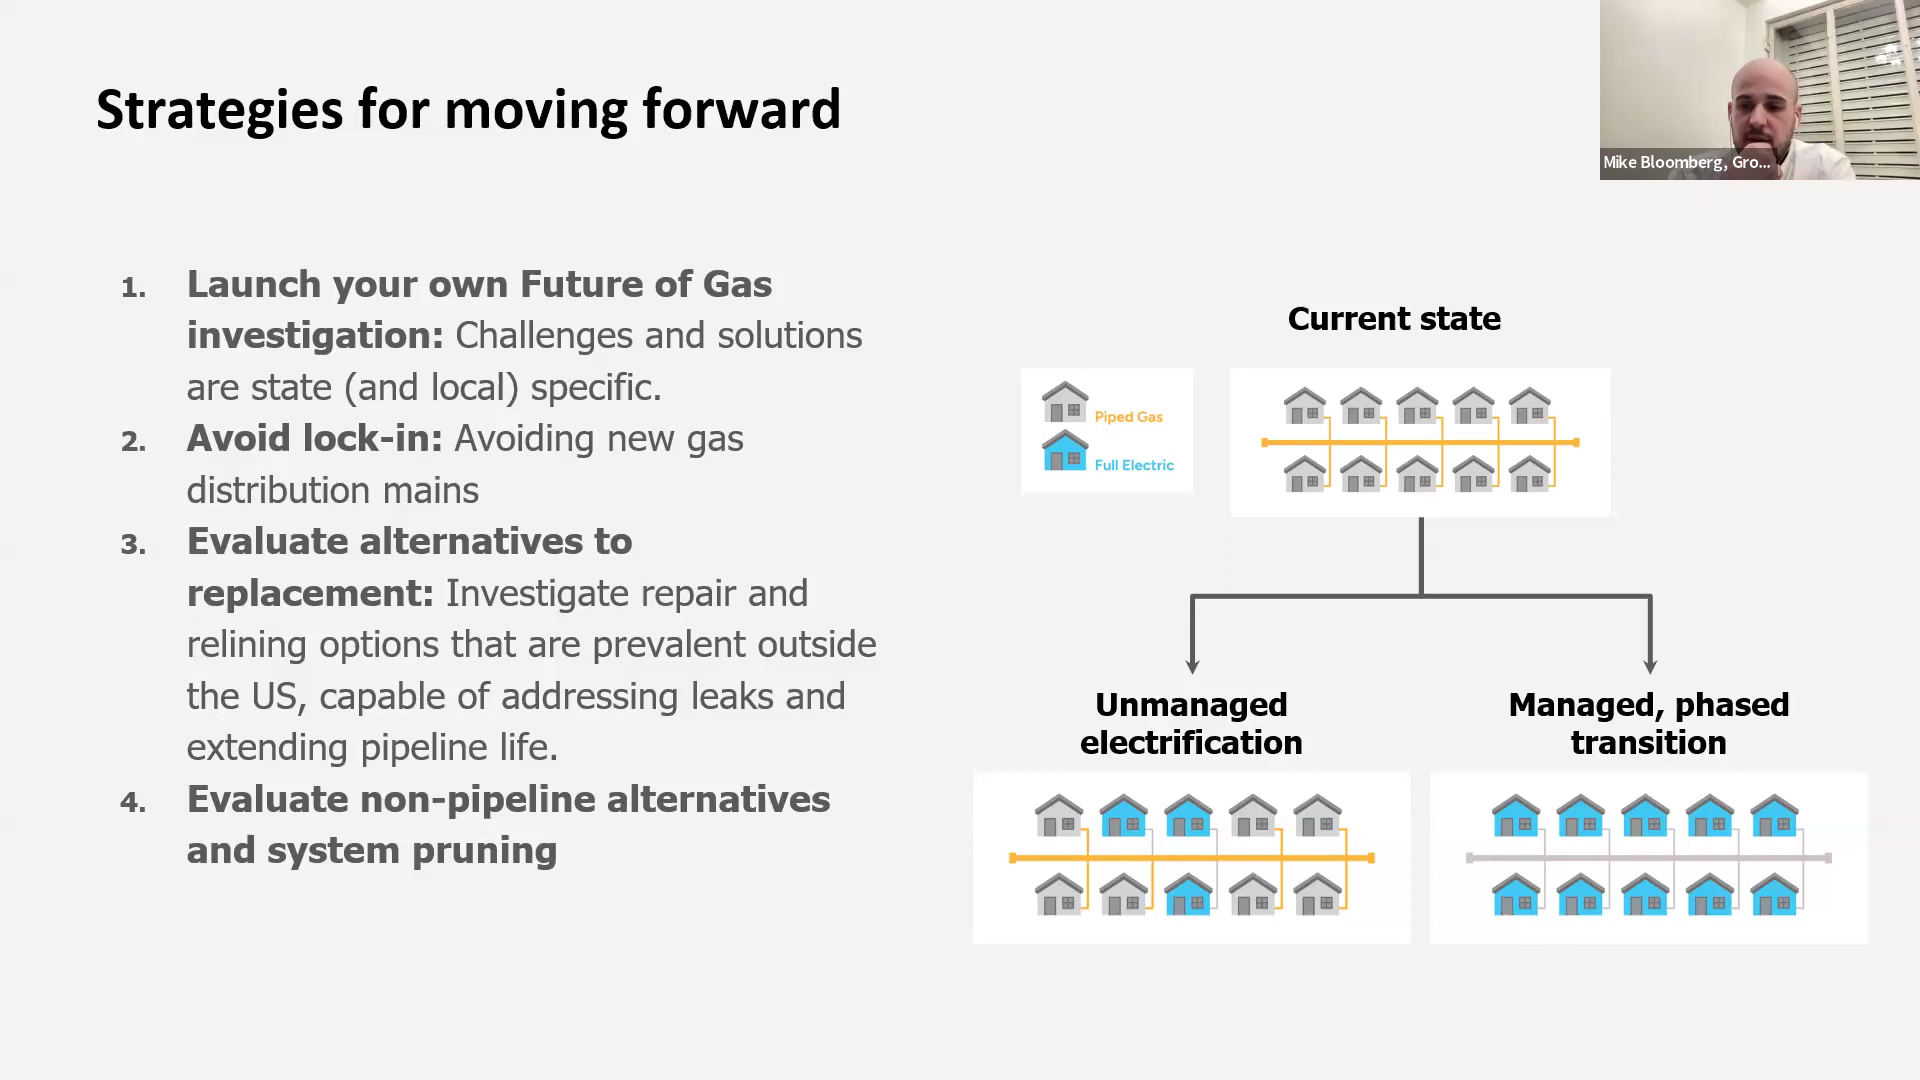 Strategies for moving forward
Mike Bloomberg, Gro...
1. Launch your own Future of Gas
investigation: Challenges and solutions
are state (and local) specific.
2. Avoid lock-in: Avoiding new gas
distribution mains
3. Evaluate alternatives to
replacement: Investigate repair and
relining options that are prevalent outside
the US, capable of addressing leaks and
extending pipeline life.
4. Evaluate non-pipeline alternatives
and system pruning
Current state
Piped Gas
Full Electric
Unmanaged
electrification
Managed, phased
transition